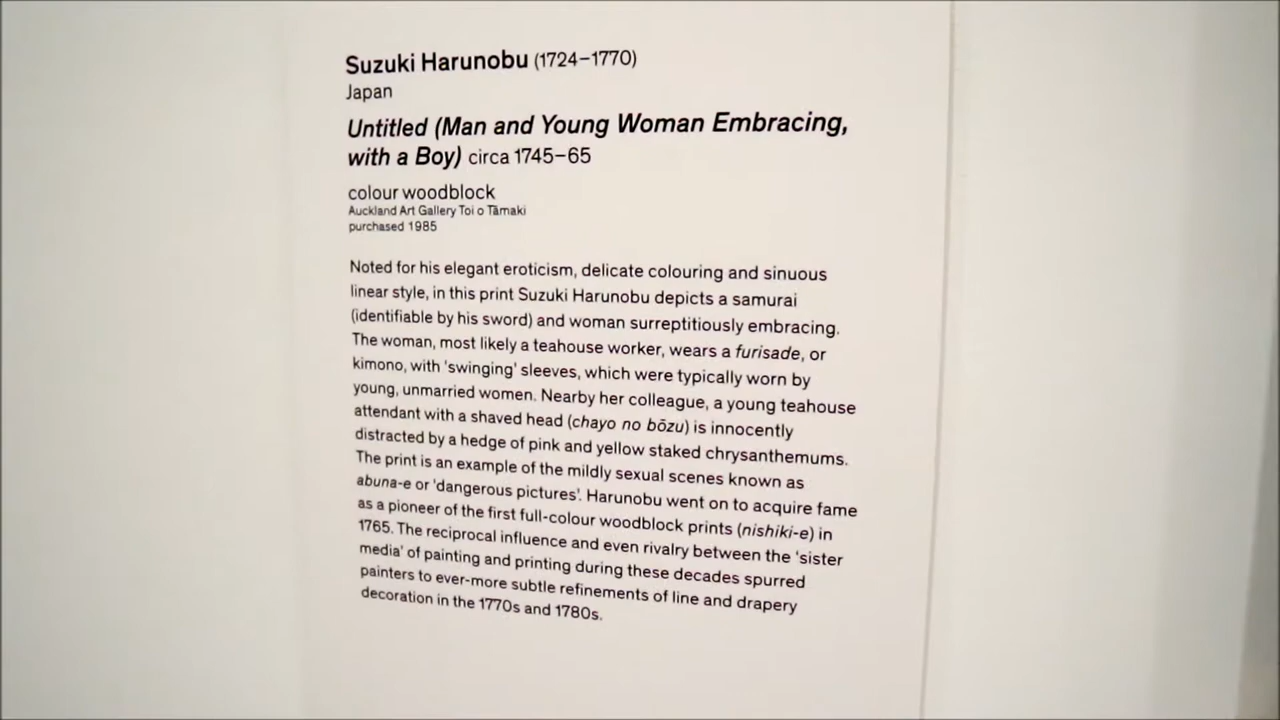 Suzuki Harunobu (1724–1770)
Japan
Untitled (Man and Young Woman Embracing,
with a Boy) circa 1745–65
colour woodblock
Auckland Art Gallery Toi o Tāmaki
purchased 1985
Noted for his elegant eroticism, delicate colouring and sinuous
linear style, in this print Suzuki Harunobu depicts a samurai
(identifiable by his sword) and woman surreptitiously embracing.
The woman, most likely a teahouse worker, wears a furisade, or
kimono, with 'swinging' sleeves, which were typically worn by
young, unmarried women. Nearby her colleague, a young teahouse
attendant with a shaved head (chayo no bōzu) is innocently
distracted by a hedge of pink and yellow staked chrysanthemums.
The print is an example of the mildly sexual scenes known as
abuna-e or 'dangerous pictures'. Harunobu went on to acquire fame
as a pioneer of the first full-colour woodblock prints (nishiki-e) in
1765. The reciprocal influence and even rivalry between the 'sister
media' of painting and printing during these decades spurred
painters to ever-more subtle refinements of line and drapery
decoration in the 1770s and 1780s.